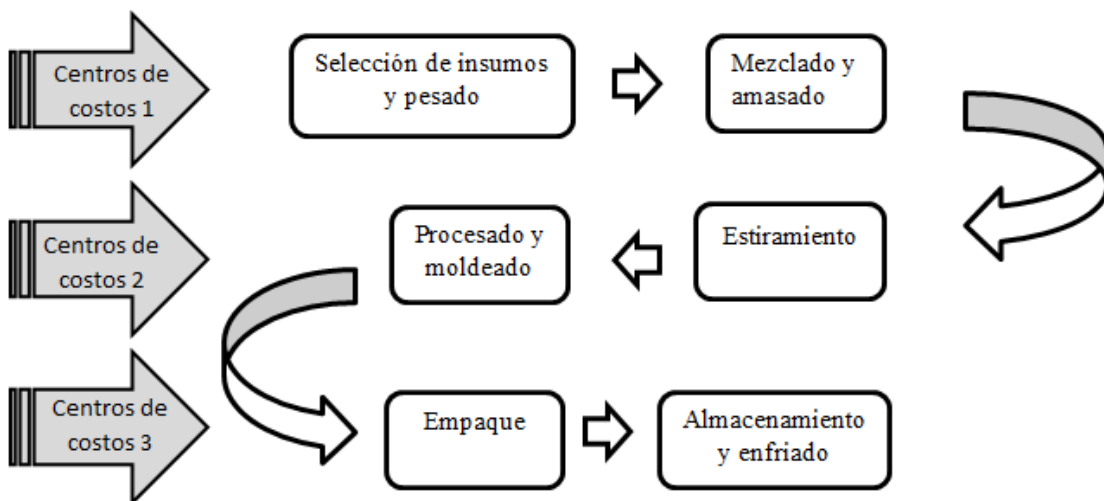 Centros de
costos 1
Selección de insumos
y pesado
Mezclado y
amasado
Centros de
costos 2
Procesado y
moldeado
Estiramiento
Centros de
costos 3
Empaque
Almacenamiento
y enfriado